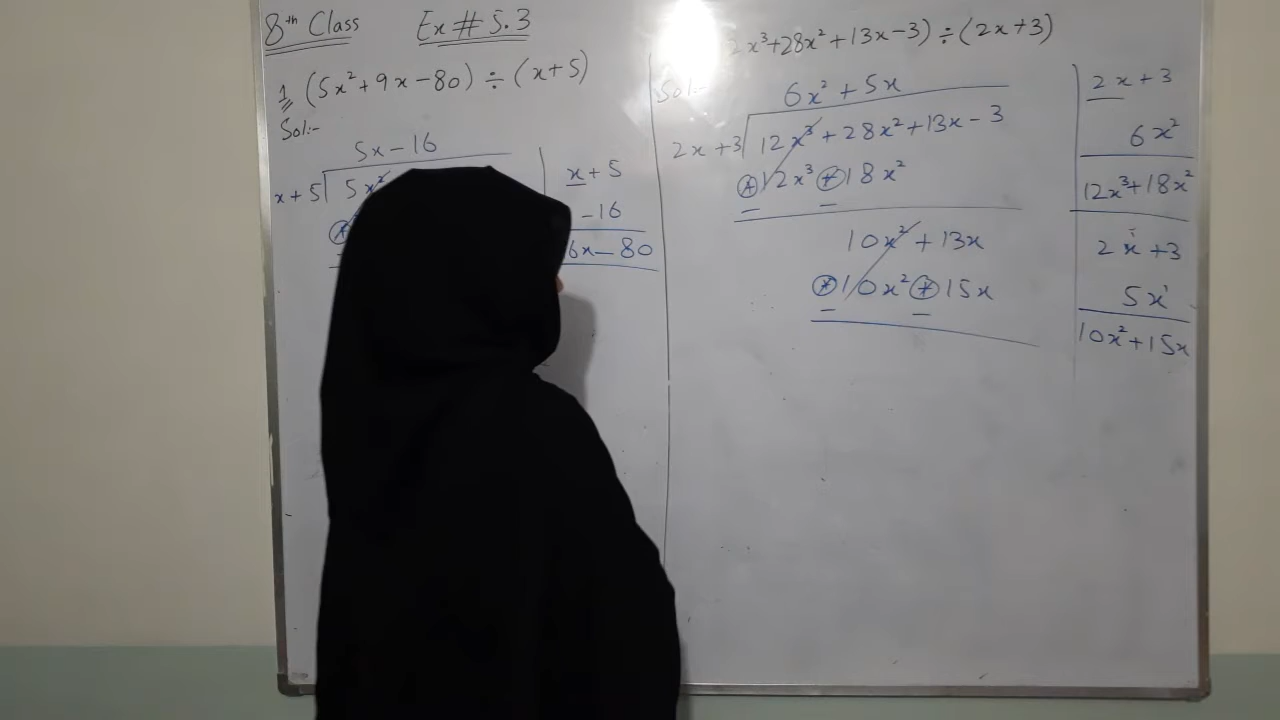 8th Class Ex # 5.3
1 (5x² + 9x - 80) ÷ (x + 5)
Sol:-
5x - 16
x + 5 5x²
x + 5
- 16
6x - 80
2x³ + 28x² + 13x - 3) ÷ (2x + 3)
Sol:-
6x² + 5x
2x + 3 12x³ + 28x² + 13x - 3
+ 12x³ + 18x²
- -
10x² + 13x
+ 10x² + 15x
- -
2x + 3
6x²
12x³ + 18x²
2x + 3
5x
10x² + 15x